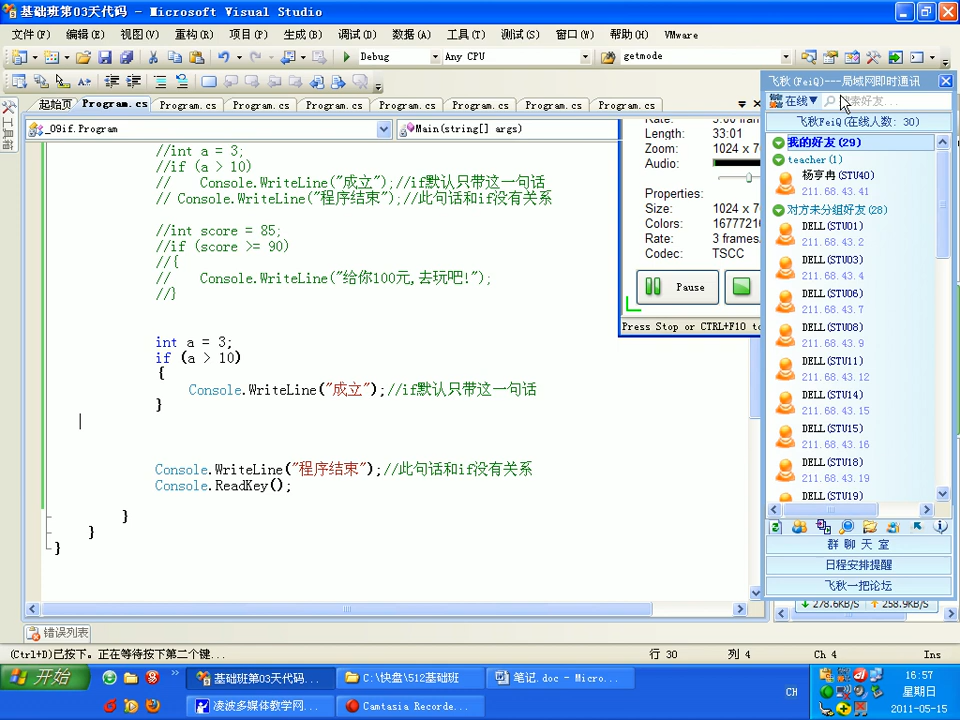 基础班第03天代码 - Microsoft Visual Studio
文件(F) 编辑(E) 视图(V) 重构(R) 项目(P) 生成(B) 调试(D) 数据(A) 工具(T) 测试(S) 窗口(W) 帮助(H) VMware
Debug Any CPU getmode
起始页 Program.cs Program.cs Program.cs Program.cs Program.cs Program.cs Program.cs Program.cs
工具箱
_09if.Program Main(string[] args)
//int a = 3;
//if (a > 10)
// Console.WriteLine("成立");//if默认只带这一句话
// Console.WriteLine("程序结束");//此句话和if没有关系
//int score = 85;
//if (score >= 90)
//{
// Console.WriteLine("给你100元,去玩吧!");
//}
int a = 3;
if (a > 10)
{
Console.WriteLine("成立");//if默认只带这一句话
}
Console.WriteLine("程序结束");//此句话和if没有关系
Console.ReadKey();
}
}
}
Length: 33:01
Zoom: 1024 x 7
Audio:
Properties:
Size: 1024 x 7
Colors: 1677721
Rate: 3 frames
Codec: TSCC
Pause
Press Stop or CTRL+F10 to
飞秋(FeiQ)---局域网即时通讯
在线 索好友...
飞秋FeiQ(在线人数: 30)
我的好友(29)
teacher(1)
杨亨冉(STU40)
211.68.43.41
对方未分组好友(28)
DELL(STU01)
211.68.43.2
DELL(STU03)
211.68.43.4
DELL(STU06)
211.68.43.7
DELL(STU08)
211.68.43.9
DELL(STU11)
211.68.43.12
DELL(STU14)
211.68.43.15
DELL(STU15)
211.68.43.16
DELL(STU18)
211.68.43.19
DELL(STU19)
群 聊 天 室
日程安排提醒
飞秋一把论坛
278.6KB/S 258.9KB/S
错误列表
(Ctrl+D)已按下。正在等待按下第二个键... 行 30 列 4 Ch 4 Ins
开始 基础班第03天代码... C:\快盘\512基础班 笔记.doc - Micro... CH 16:57
星期日
凌波多媒体教学网... Camtasia Recorde... 2011-05-15